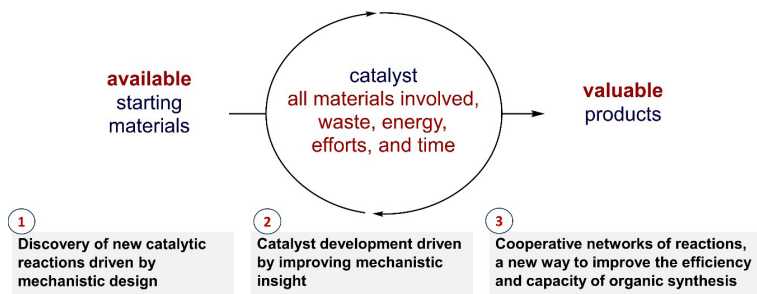 available
starting
materials
catalyst
all materials involved,
waste, energy,
efforts, and time
valuable
products
1
Discovery of new catalytic
reactions driven by
mechanistic design
2
Catalyst development driven
by improving mechanistic
insight
3
Cooperative networks of reactions,
a new way to improve the efficiency
and capacity of organic synthesis